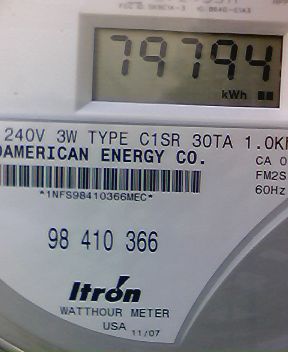 79794
kWh
240V 3W TYPE C1SR 30TA 1.0K
AMERICAN ENERGY CO.
CA 0
FM2S
60Hz
*1NFS98410366MEC*
98 410 366
Itron
WATTHOUR METER
USA 11/07